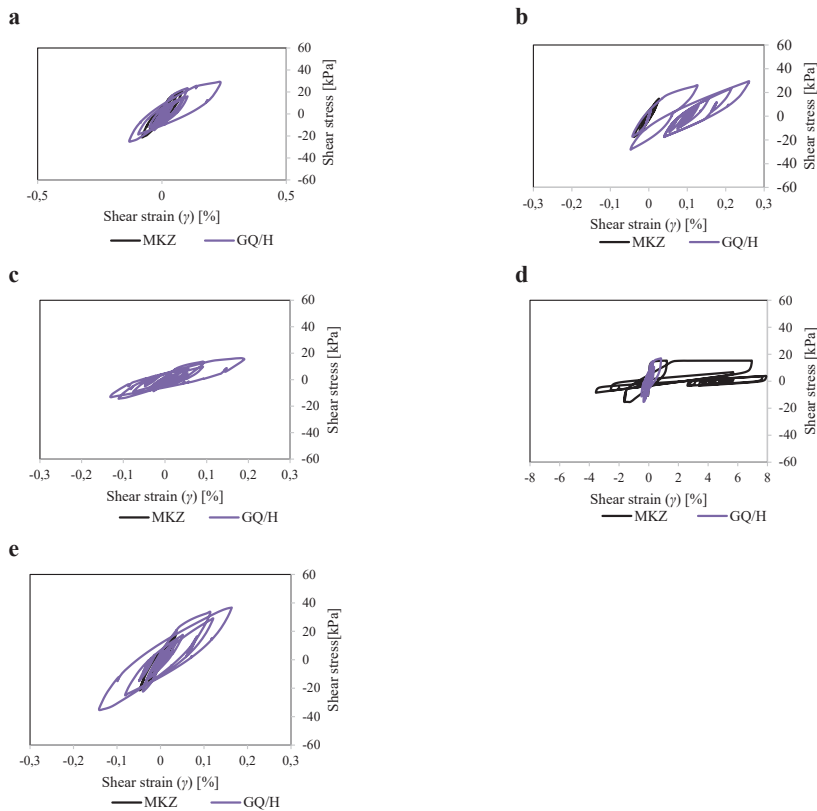 a
60
40
20
0
-20
-40
-60
Shear stress [kPa]
-0,5 0 0,5
Shear strain (γ) [%]
MKZ GQ/H
b
60
40
20
0
-20
-40
-60
Shear stress [kPa]
-0,3 -0,2 -0,1 0 0,1 0,2 0,3
Shear strain (γ) [%]
MKZ GQ/H
c
60
40
20
0
-20
-40
-60
Shear stress [kPa]
-0,3 -0,2 -0,1 0 0,1 0,2 0,3
Shear strain (γ) [%]
MKZ GQ/H
d
60
40
20
0
-20
-40
-60
Shear stress [kPa]
-8 -6 -4 -2 0 2 4 6 8
Shear strain (γ) [%]
MKZ GQ/H
e
60
40
20
0
-20
-40
-60
Shear stress[kPa]
-0,3 -0,2 -0,1 0 0,1 0,2 0,3
Shear strain (γ) [%]
MKZ GQ/H